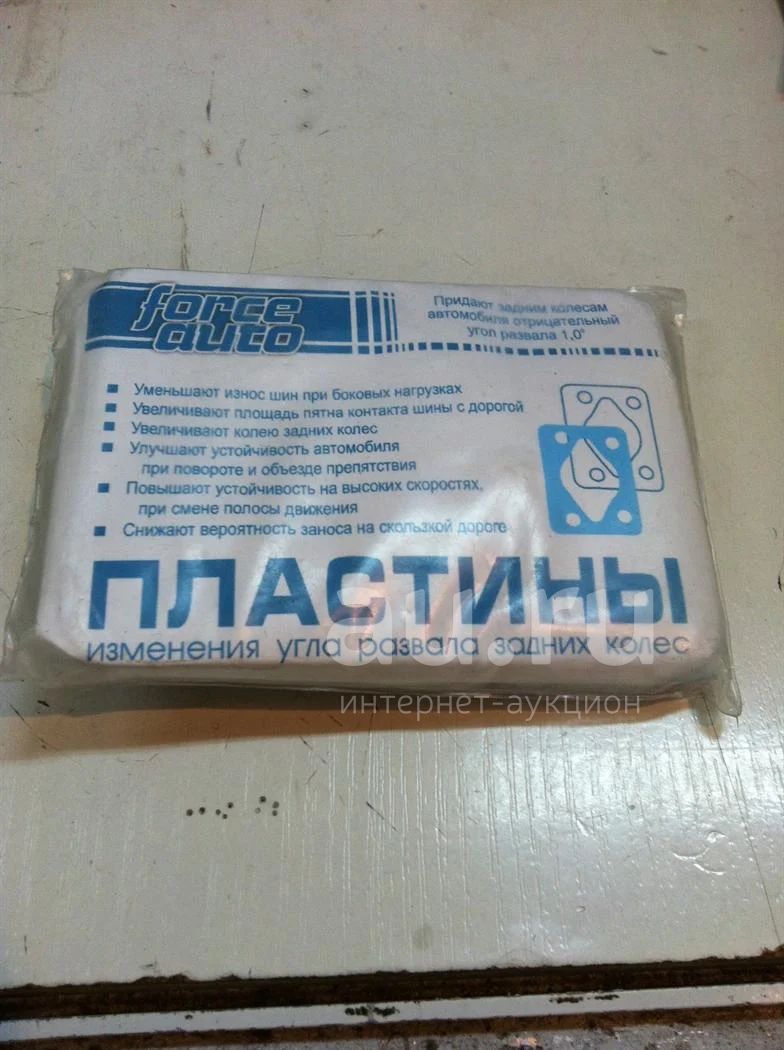 force
auto
Придают задним колесам
автомобиля отрицательный
угол развала 1,0°
Уменьшают износ шин при боковых нагрузках
Увеличивают площадь пятна контакта шины с дорогой
Увеличивают колею задних колес
Улучшают устойчивость автомобиля
при повороте и объезде препятствия
Повышают устойчивость на высоких скоростях,
при смене полосы движения
Снижают вероятность заноса на скользкой дороге
ПЛАСТИНЫ
изменения угла развала задних колес
au.ru
интернет-аукцион